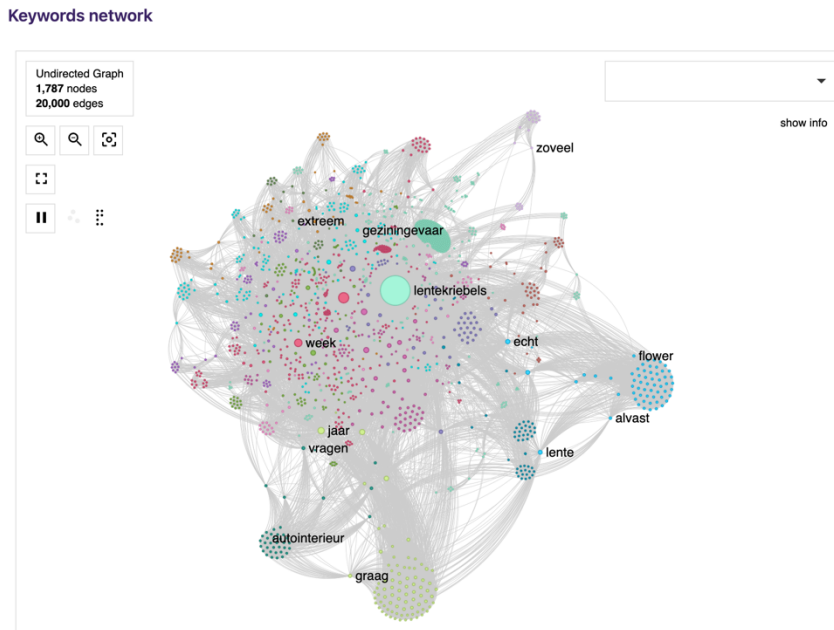 Keywords network
Undirected Graph
1,787 nodes
20,000 edges
show info
zoveel
extreem
geziningevaar
lentekriebels
week
echt
flower
alvast
jaar
vragen
lente
autointerieur
graag